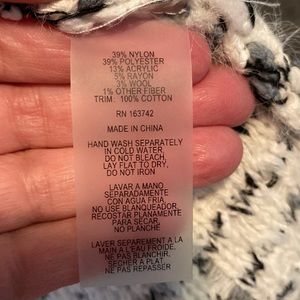 39% NYLON
39% POLYESTER
13% ACRYLIC
5% RAYON
3% WOOL
1% OTHER FIBER
TRIM: 100% COTTON
RN 163742
MADE IN CHINA
HAND WASH SEPARATELY
IN COLD WATER,
DO NOT BLEACH,
LAY FLAT TO DRY,
DO NOT IRON
LAVAR A MANO
SEPARADAMENTE
CON AGUA FRIA,
NO USE BLANQUEADOR,
RECOSTAR PLANAMENTE
PARA SECAR,
NO PLANCHE
LAVER SEPAREMENT A LA
MAIN A L'EAU FROIDE,
NE PAS BLANCHIR,
SECHER A PLAT,
NE PAS REPASSER